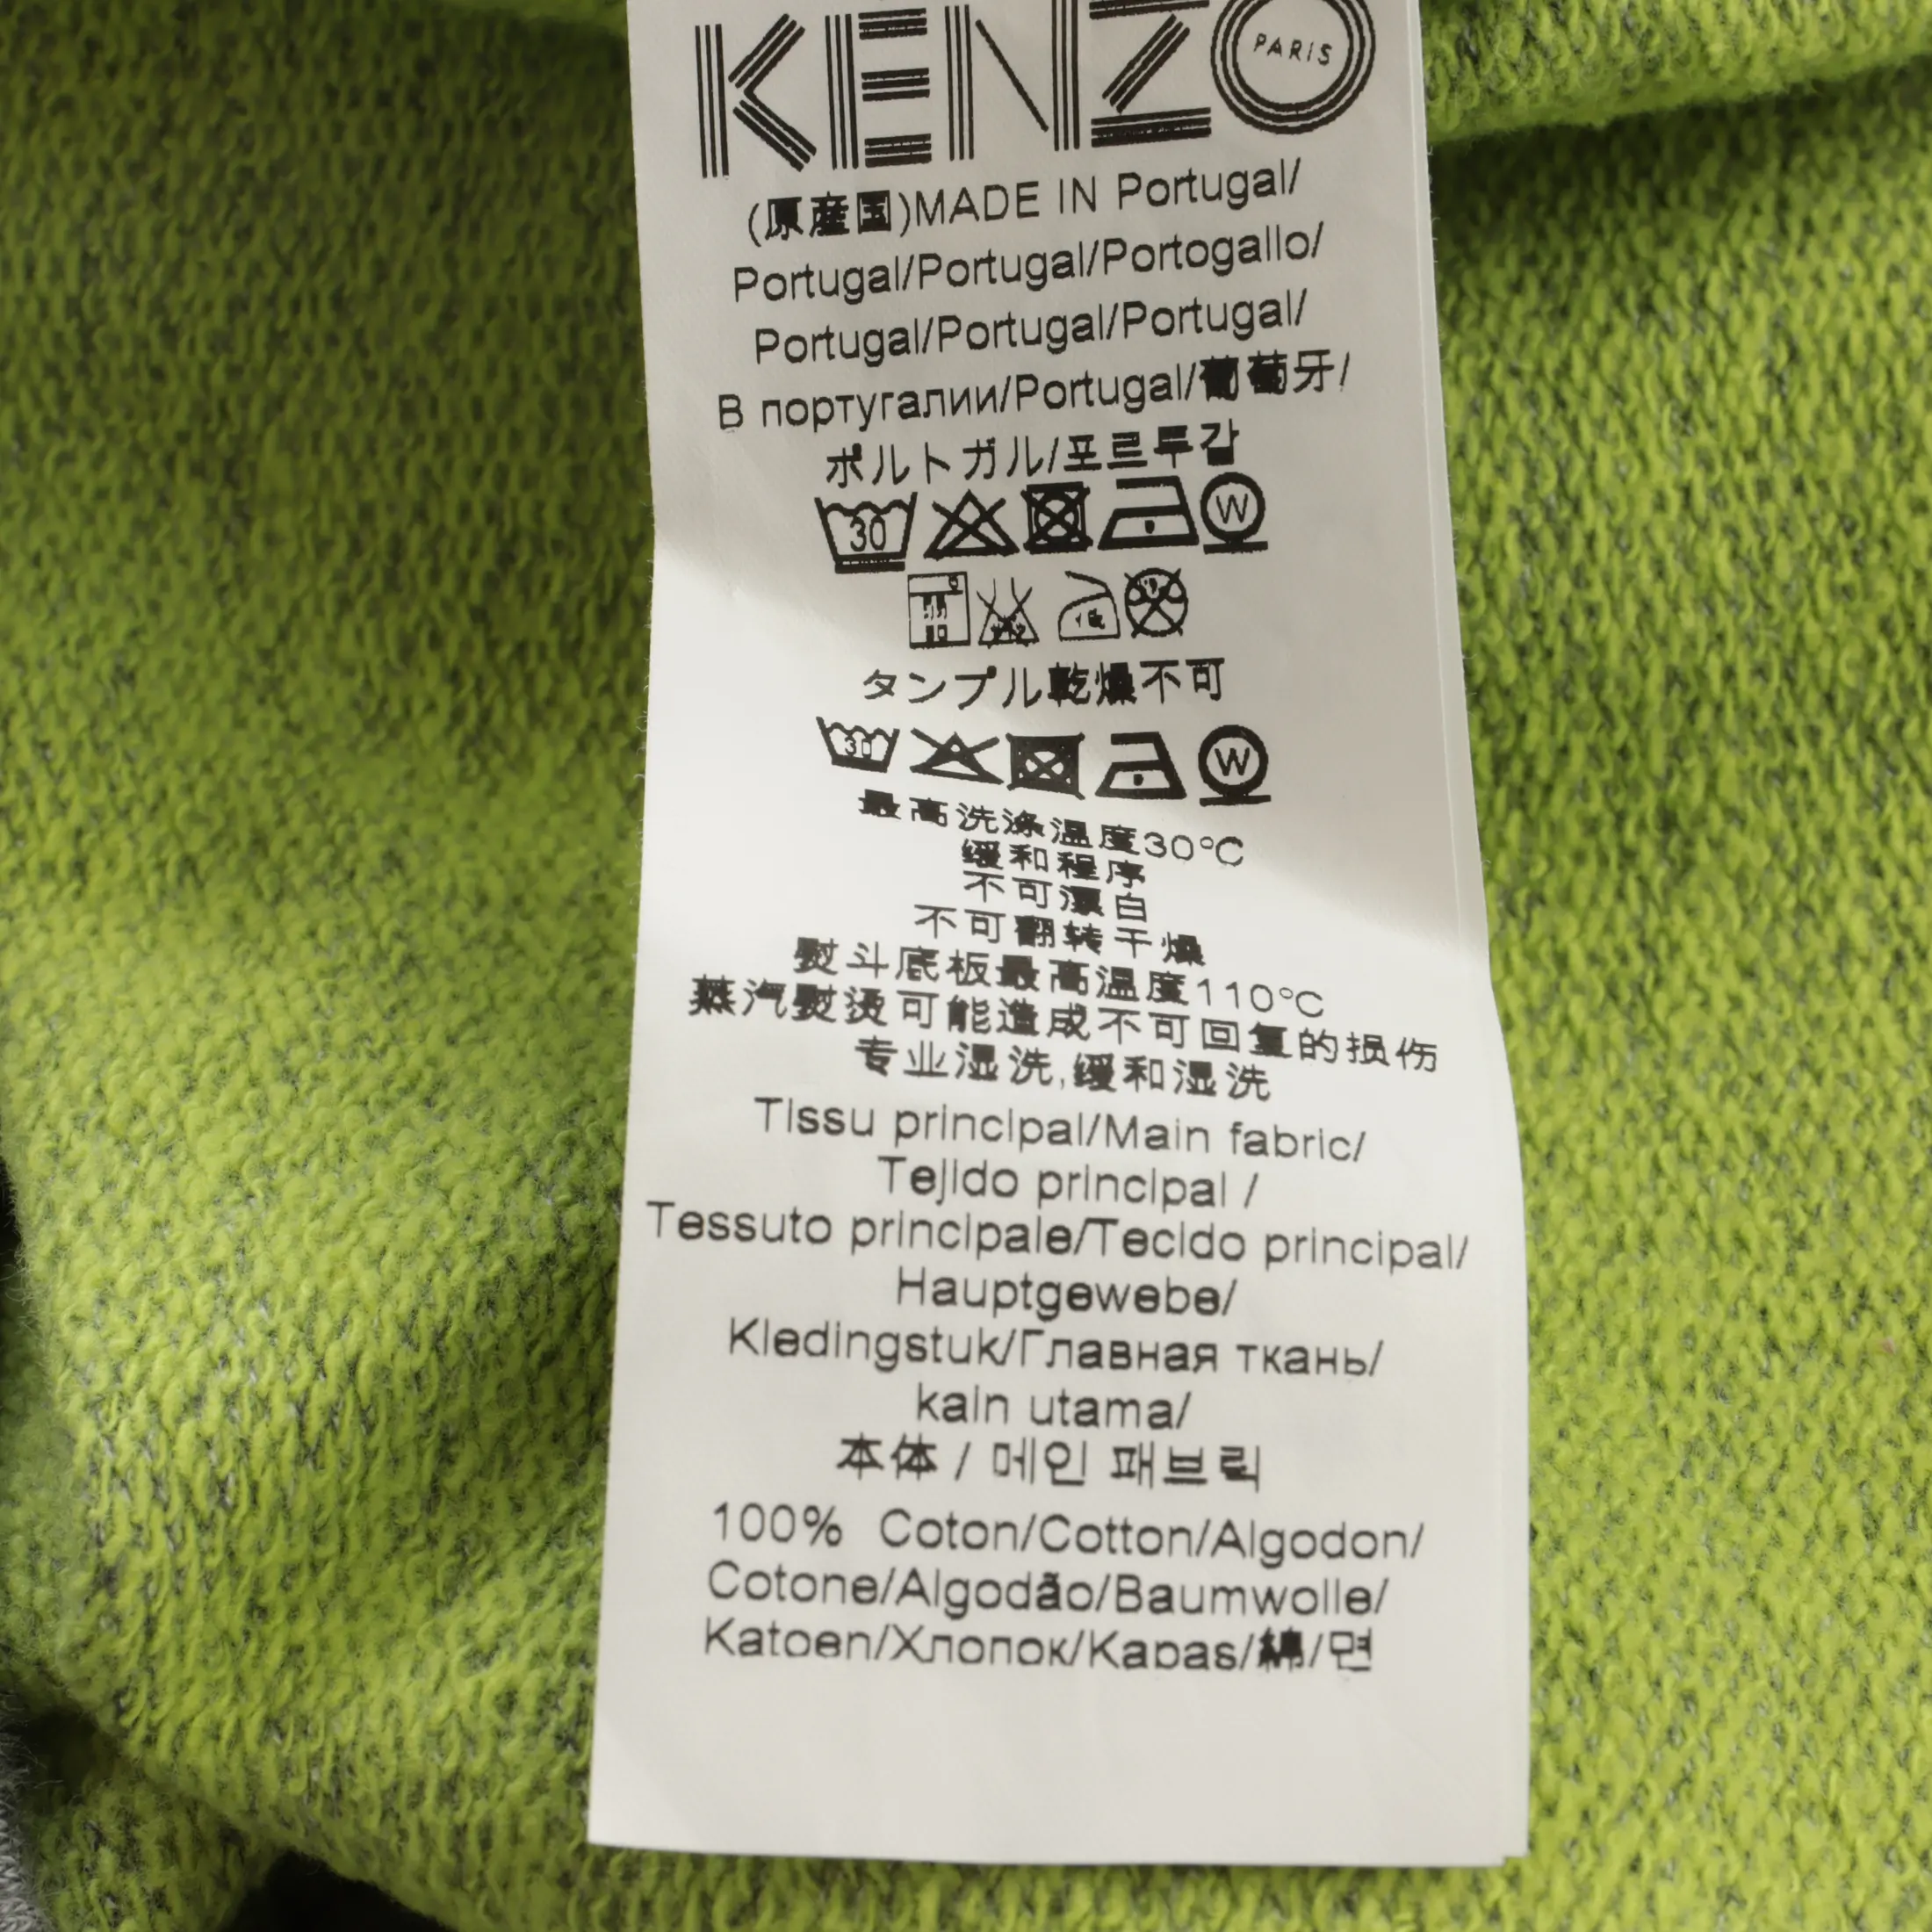 KENZO
PARIS
(原産国)MADE IN Portugal/
Portugal/Portugal/Portogallo/
Portugal/Portugal/Portugal/
В португалии/Portugal/葡萄牙/
ポルトガル/포르투갈
30 W
タンブル乾燥不可
30 W
最高洗涤温度30°C
缓和程序
不可漂白
不可翻转干燥
熨斗底板最高温度110°C
蒸汽熨烫可能造成不可回复的损伤
专业湿洗,缓和湿洗
Tissu principal/Main fabric/
Tejido principal /
Tessuto principale/Tecido principal/
Hauptgewebe/
Kledingstuk/Главная ткань/
kain utama/
本体 / 메인 패브릭
100% Coton/Cotton/Algodon/
Cotone/Algodão/Baumwolle/
Katoen/Хлопок/Kapas/綿/면